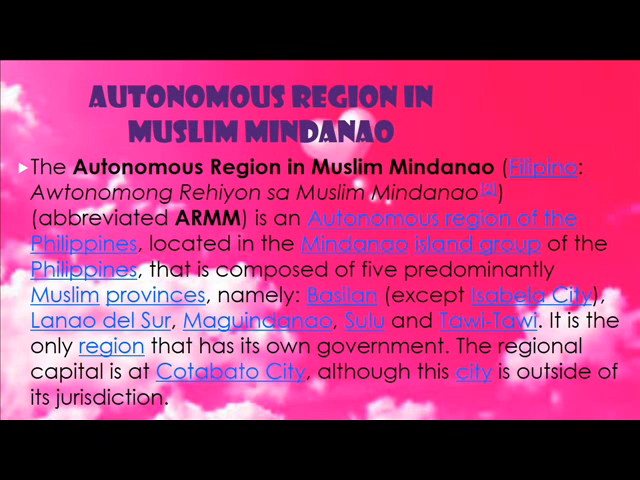 AUTONOMOUS REGION IN
MUSLIM MINDANAO
The Autonomous Region in Muslim Mindanao (Filipino:
Awtonomong Rehiyon sa Muslim Mindanao[2])
(abbreviated ARMM) is an Autonomous region of the
Philippines, located in the Mindanao island group of the
Philippines, that is composed of five predominantly
Muslim provinces, namely: Basilan (except Isabela City),
Lanao del Sur, Maguindanao, Sulu and Tawi-Tawi. It is the
only region that has its own government. The regional
capital is at Cotabato City, although this city is outside of
its jurisdiction.